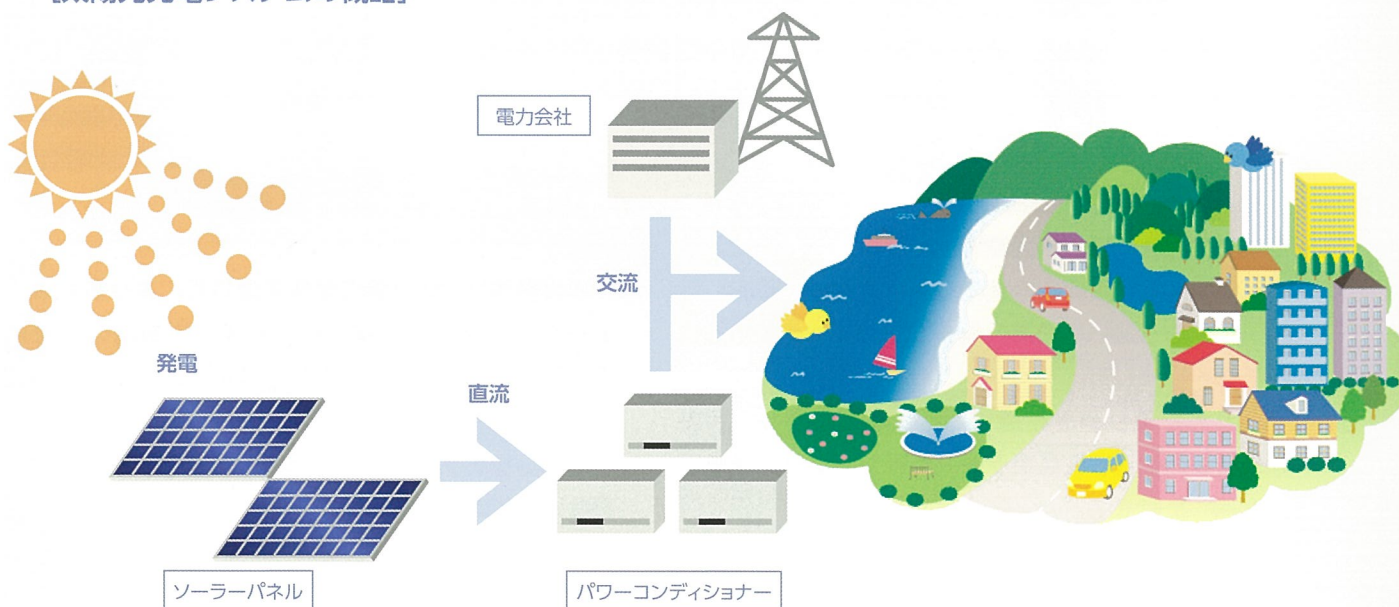 電力会社
交流
発電
直流
ソーラーパネル
パワーコンディショナー